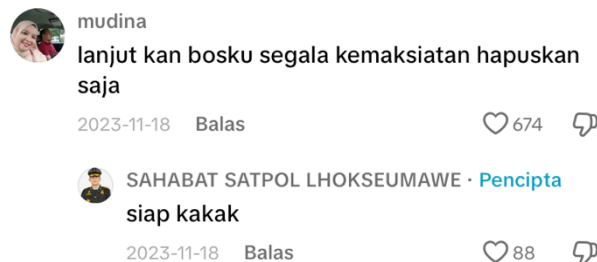 mudina
lanjut kan bosku segala kemaksiatan hapuskan
saja
2023-11-18 Balas 674
SAHABAT SATPOL LHOKSEUMAWE · Pencipta
siap kakak
2023-11-18 Balas 88